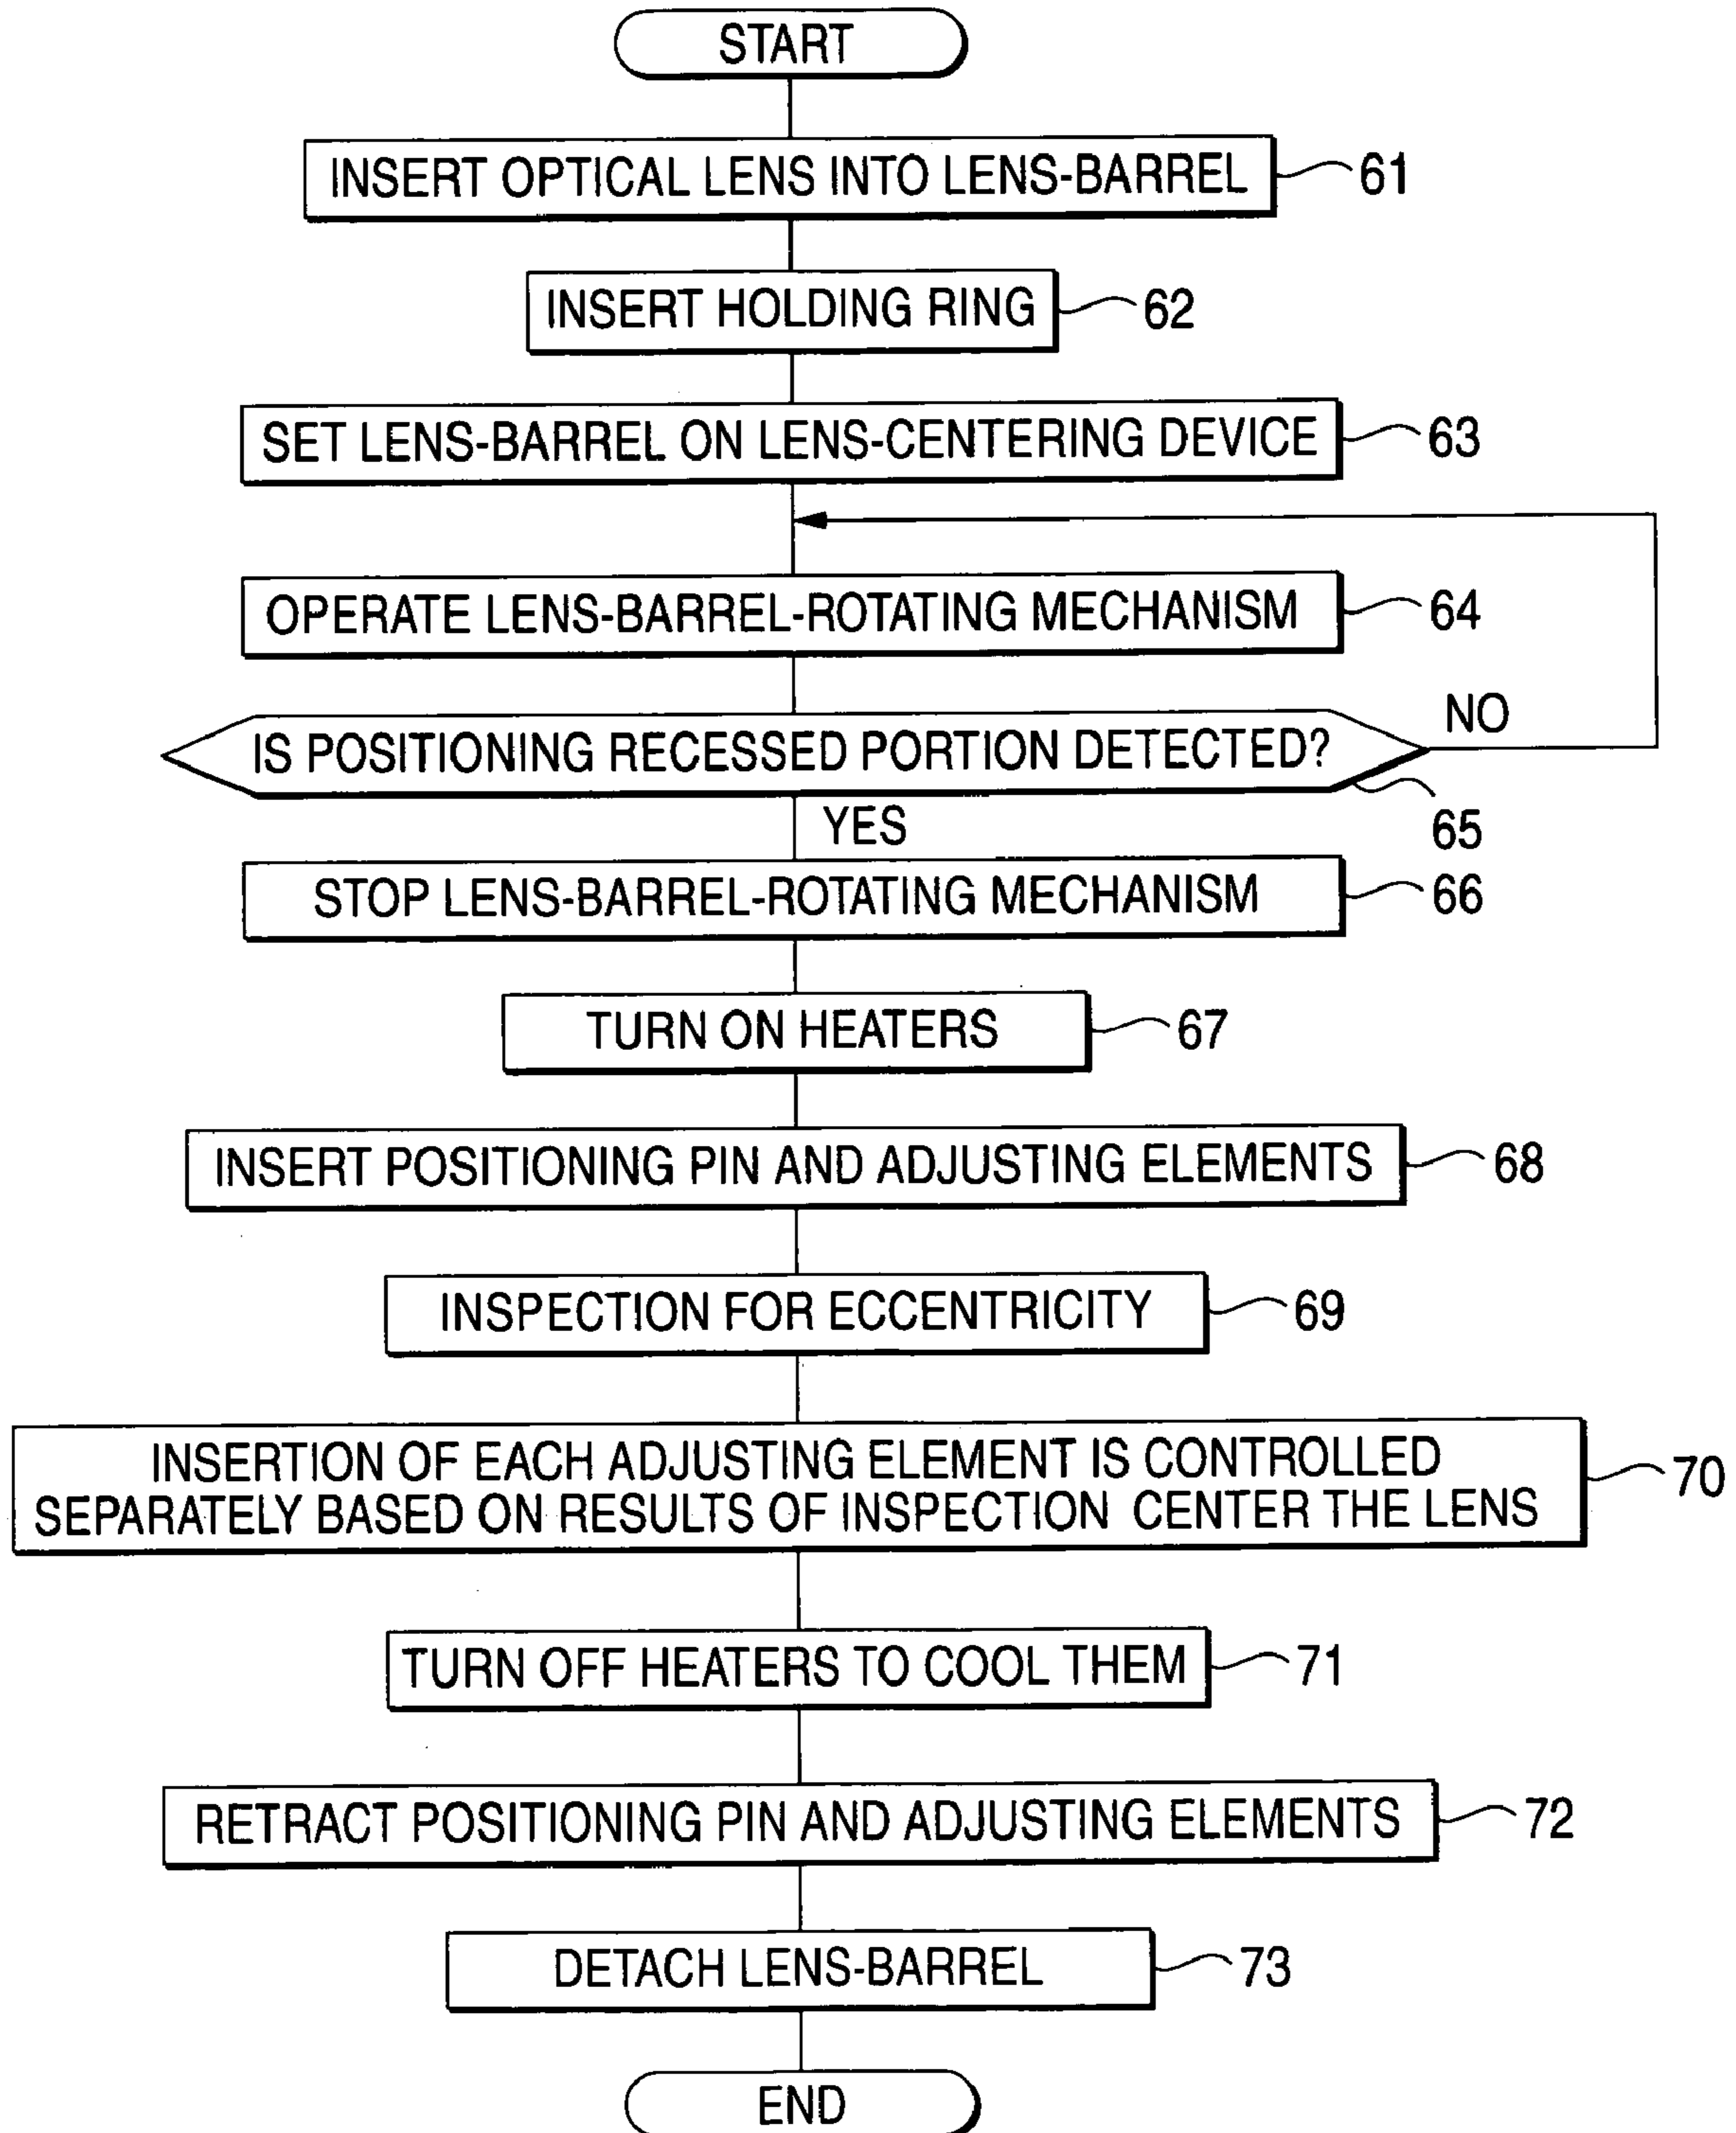 START
INSERT OPTICAL LENS INTO LENS-BARREL 61
INSERT HOLDING RING 62
SET LENS-BARREL ON LENS-CENTERING DEVICE 63
OPERATE LENS-BARREL-ROTATING MECHANISM 64
NO
IS POSITIONING RECESSED PORTION DETECTED?
65
YES
STOP LENS-BARREL-ROTATING MECHANISM 66
TURN ON HEATERS 67
INSERT POSITIONING PIN AND ADJUSTING ELEMENTS 68
INSPECTION FOR ECCENTRICITY 69
INSERTION OF EACH ADJUSTING ELEMENT IS CONTROLLED
SEPARATELY BASED ON RESULTS OF INSPECTION CENTER THE LENS
70
TURN OFF HEATERS TO COOL THEM 71
RETRACT POSITIONING PIN AND ADJUSTING ELEMENTS 72
DETACH LENS-BARREL 73
END